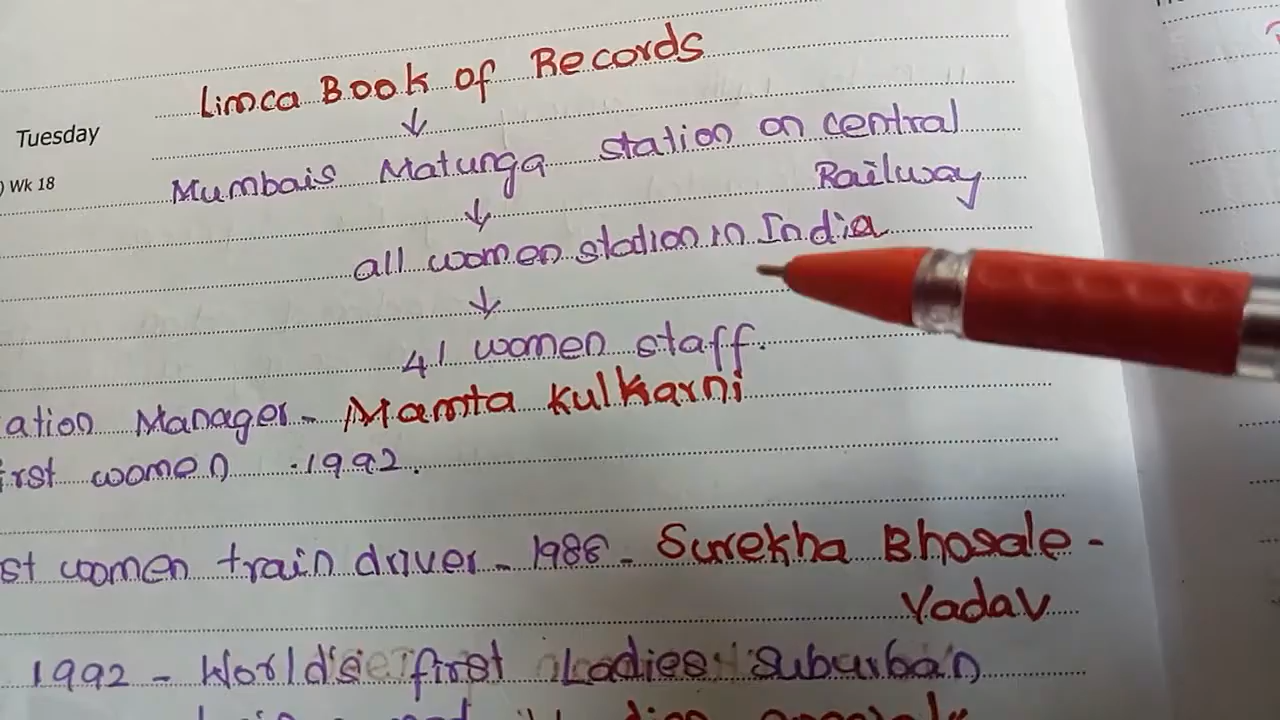 Limca Book of Records
↓
Tuesday
Mumbais Matunga station on central
) Wk 18
Railway
↓
all women station in India
↓
41 women staff.
ation Manager - Mamta Kulkarni
irst women . 1992.
st women train driver - 1988 - Surekha Bhosale -
Yadav
1992 - World's first Ladies Suburban